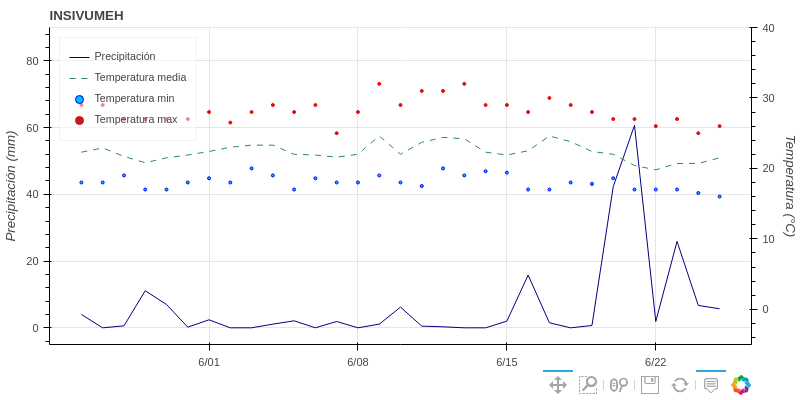 INSIVUMEH
Precipitación
Temperatura media
Temperatura min
Temperatura max
Precipitación (mm)
80
60
40
20
0
Temperatura (°C)
40
30
20
10
0
6/01 6/08 6/15 6/22